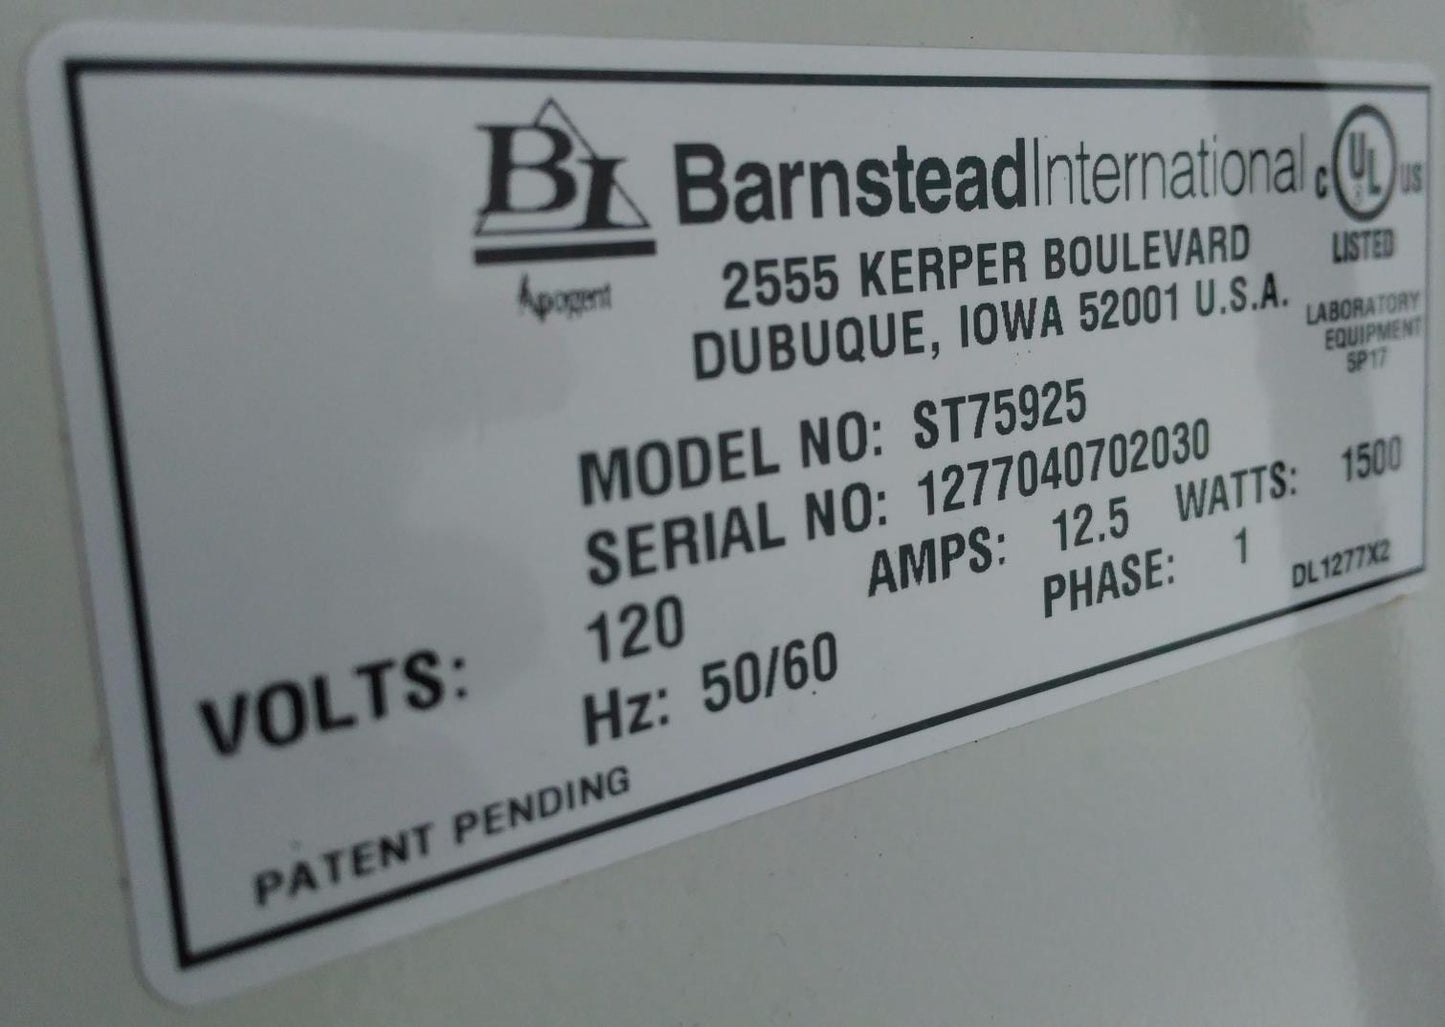 BI
Apogent
BarnsteadInternational
2555 KERPER BOULEVARD
DUBUQUE, IOWA 52001 U.S.A.
C UL US
LISTED
LABORATORY
EQUIPMENT
5P17
MODEL NO: ST75925
SERIAL NO: 1277040702030
VOLTS: 120 AMPS: 12.5 WATTS: 1500
Hz: 50/60 PHASE: 1
PATENT PENDING
DL1277X2